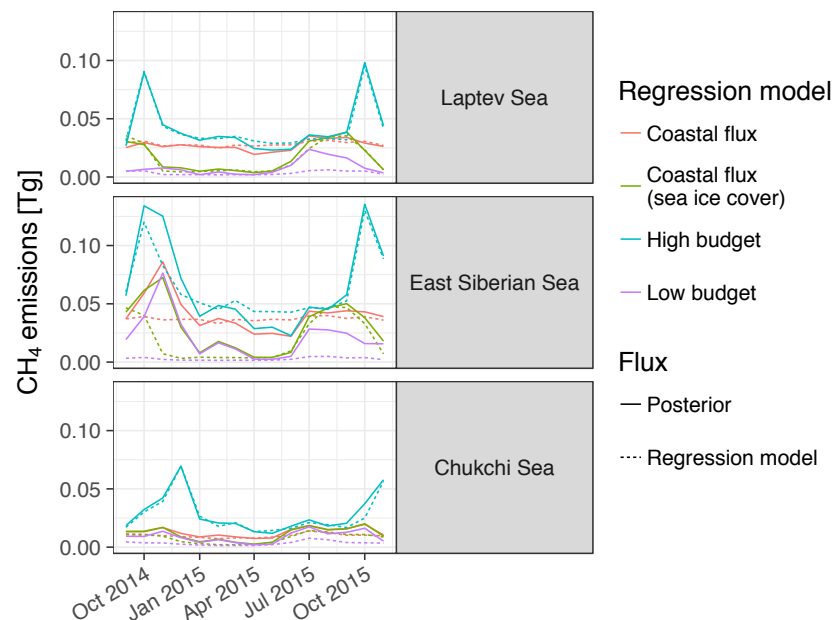 CH₄ emissions [Tg]
0.10
0.05
0.00
Laptev Sea
0.10
0.05
0.00
East Siberian Sea
0.10
0.05
0.00
Chukchi Sea
Oct 2014
Jan 2015
Apr 2015
Jul 2015
Oct 2015
Regression model
Coastal flux
Coastal flux
(sea ice cover)
High budget
Low budget
Flux
Posterior
Regression model